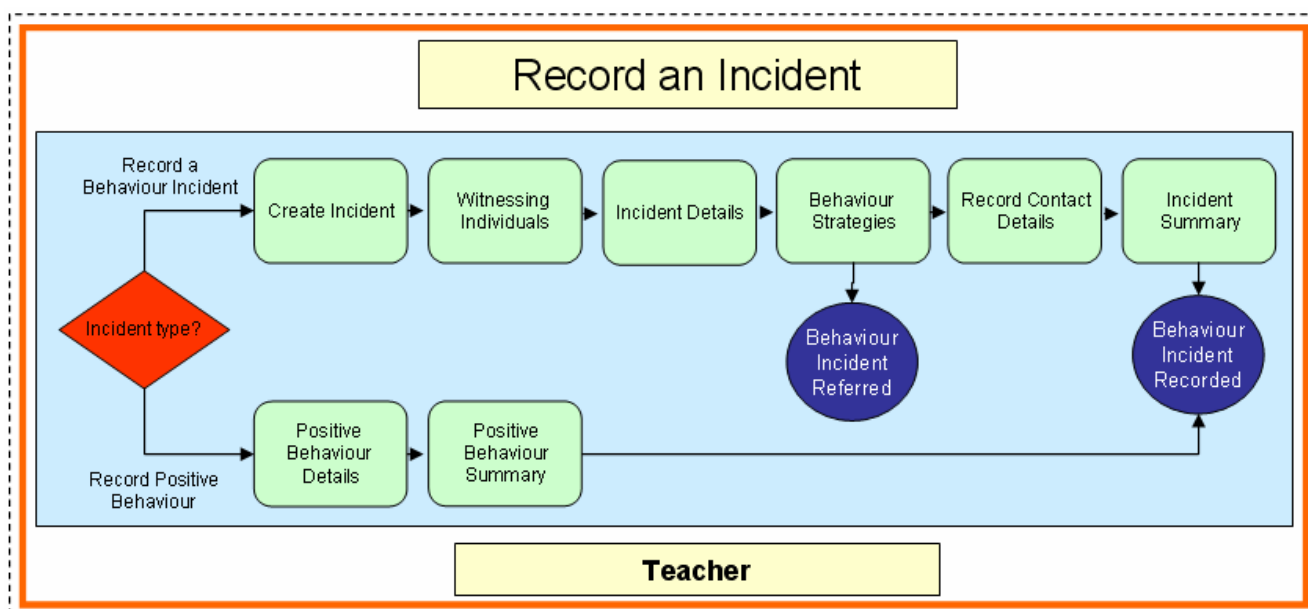 Record an Incident
Record a
Behaviour Incident
Create Incident
Witnessing
Individuals
Incident Details
Behaviour
Strategies
Record Contact
Details
Incident
Summary
Incident type?
Behaviour
Incident
Referred
Behaviour
Incident
Recorded
Record Positive
Behaviour
Positive
Behaviour
Details
Positive
Behaviour
Summary
Teacher